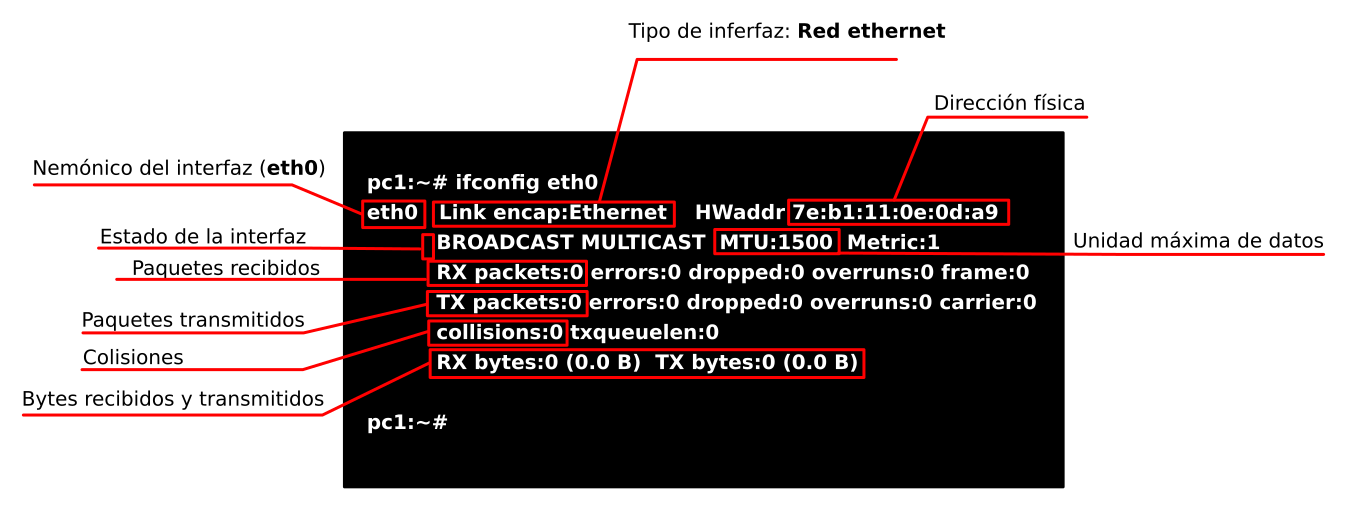 Tipo de inferfaz: Red ethernet
Dirección física
Nemónico del interfaz (eth0)
Estado de la interfaz
Paquetes recibidos
Paquetes transmitidos
Colisiones
Bytes recibidos y transmitidos
pc1:~# ifconfig eth0
eth0 Link encap:Ethernet HWaddr 7e:b1:11:0e:0d:a9
BROADCAST MULTICAST MTU:1500 Metric:1
RX packets:0 errors:0 dropped:0 overruns:0 frame:0
TX packets:0 errors:0 dropped:0 overruns:0 carrier:0
collisions:0 txqueuelen:0
RX bytes:0 (0.0 B) TX bytes:0 (0.0 B)
pc1:~#
Unidad máxima de datos